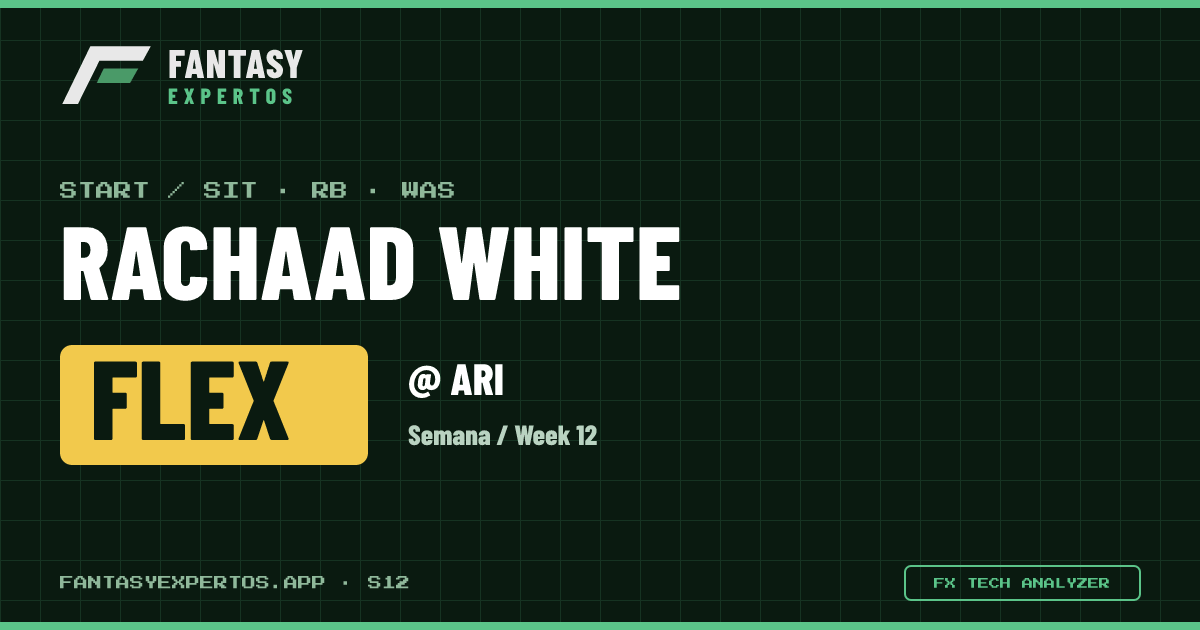 FANTASY
EXPERTOS
START / SIT · RB · WAS
RACHAAD WHITE
FLEX
@ ARI
Semana / Week 12
FANTASYEXPERTOS.APP · S12
FX TECH ANALYZER